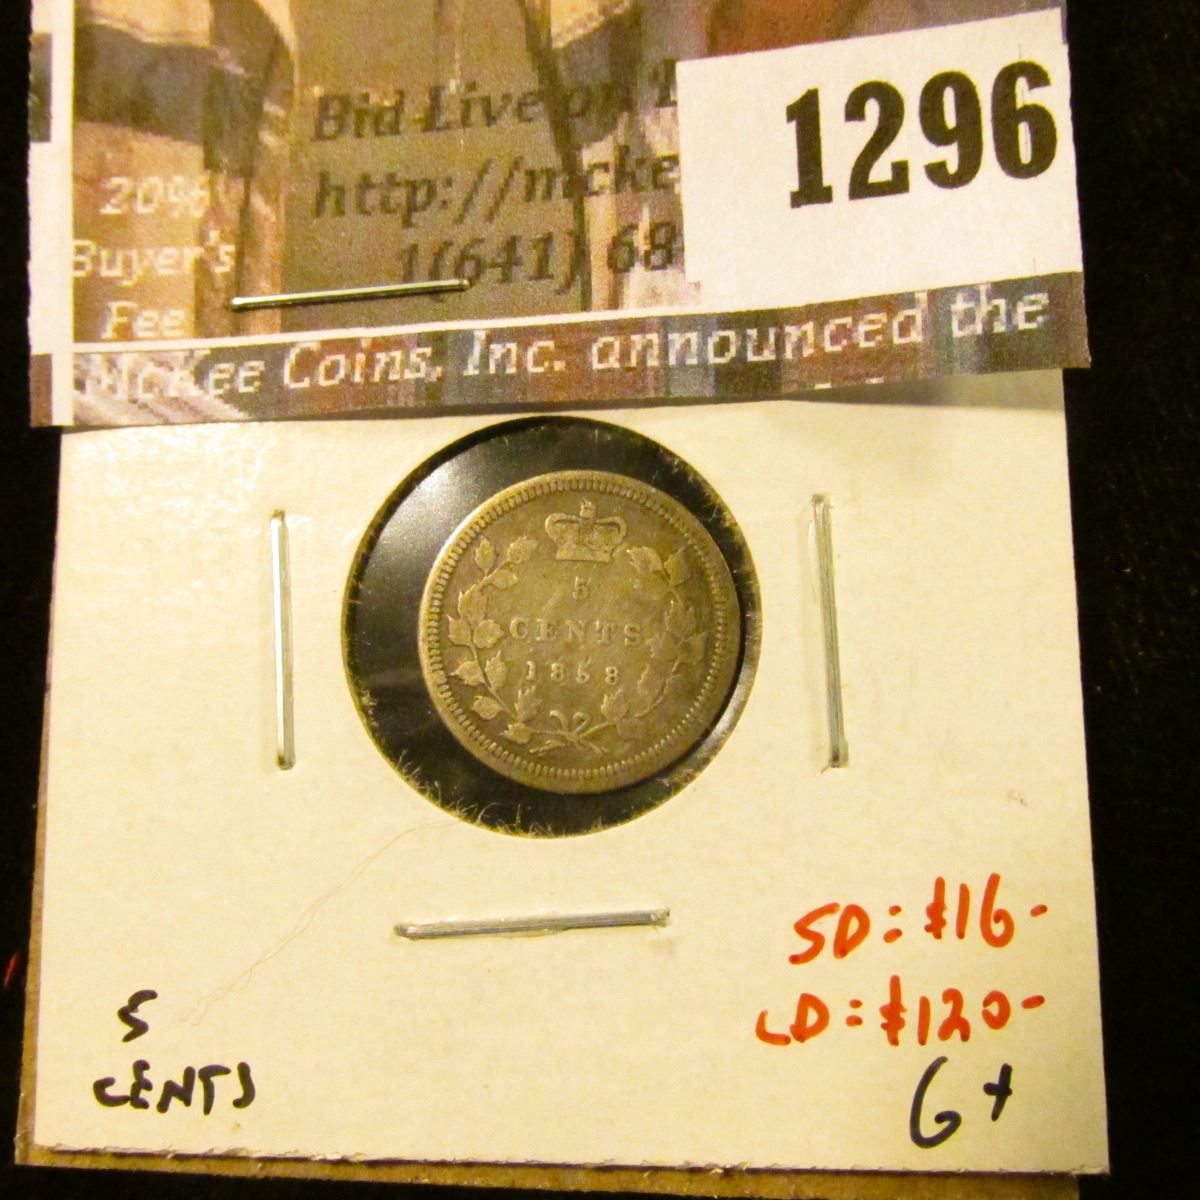 1296
Bid Live on
http://mcke
1(641) 68
20%
Buyer's
Fee
McKee Coins, Inc. announced the
5
CENTS
1858
SD: $16-
LD: $120-
G+
5
CENTS